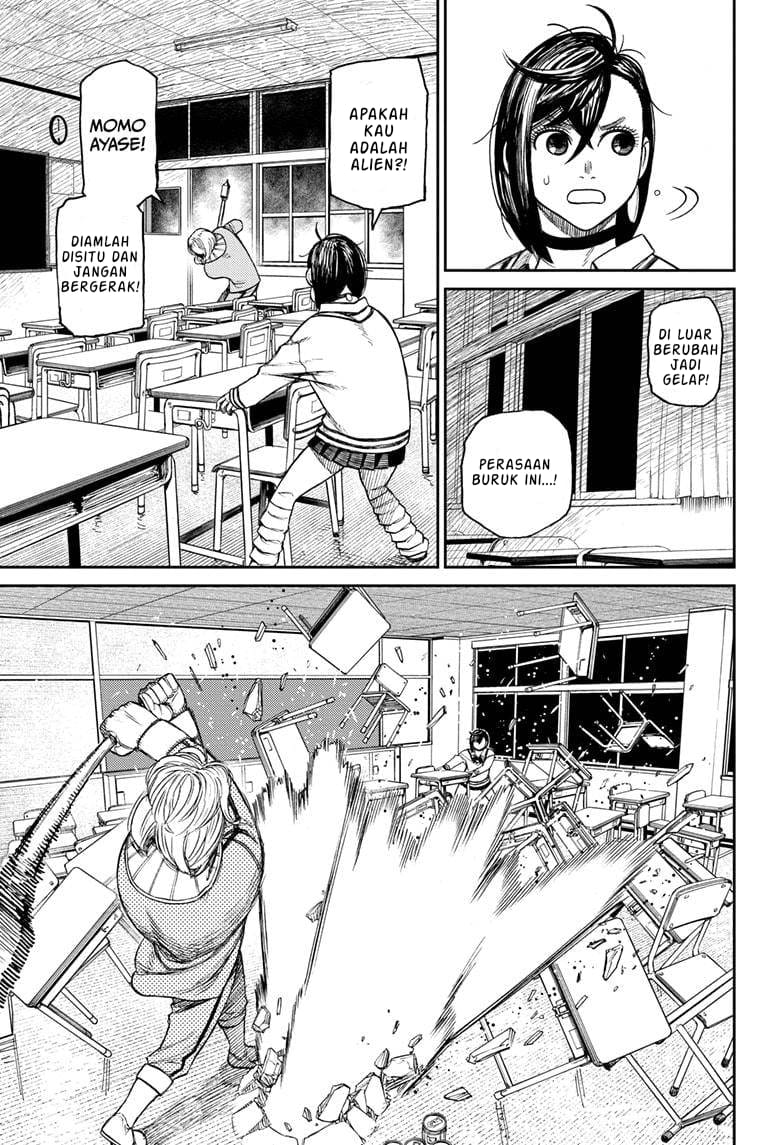 DI LUAR
BERUBAH
JADI
GELAP!
PERASAAN
BURUK INI...!
APAKAH
KAU
ADALAH
ALIEN?!
MOMO
AYASE!
DIAMLAH
DISITU DAN
JANGAN
BERGERAK!